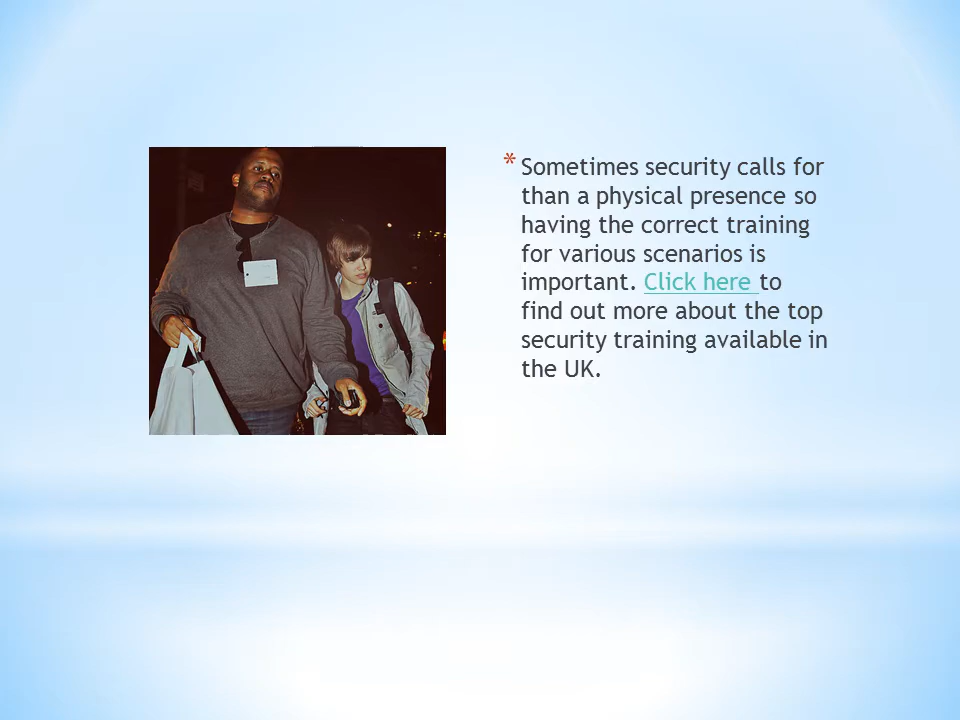 * Sometimes security calls for
than a physical presence so
having the correct training
for various scenarios is
important. Click here to
find out more about the top
security training available in
the UK.